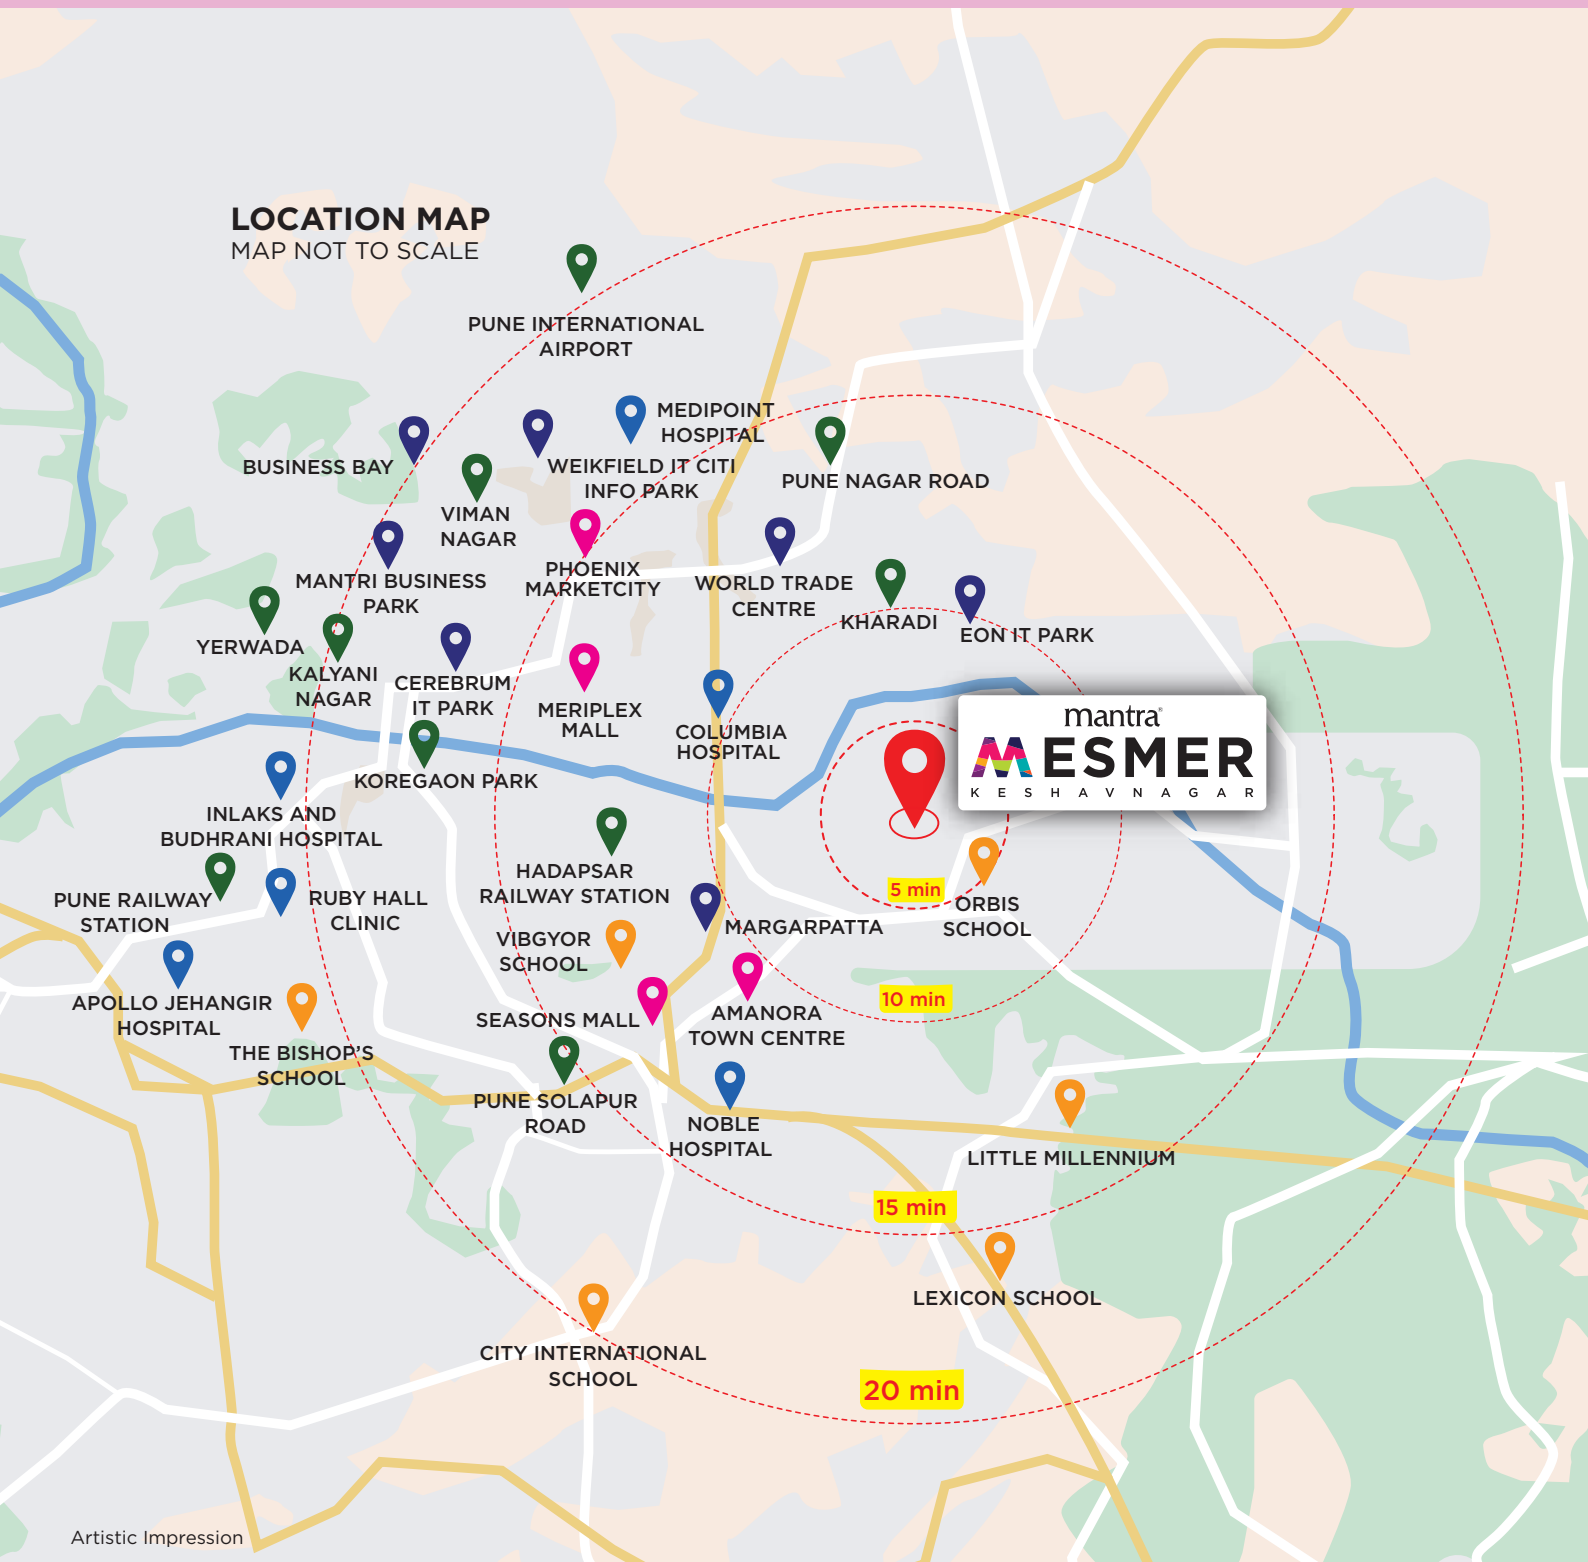 LOCATION MAP
MAP NOT TO SCALE
PUNE INTERNATIONAL
AIRPORT
MEDIPOINT
HOSPITAL
BUSINESS BAY
WEIKFIELD IT CITI
INFO PARK
PUNE NAGAR ROAD
VIMAN
NAGAR
PHOENIX
MARKETCITY
MANTRI BUSINESS
PARK
WORLD TRADE
CENTRE
KHARADI
EON IT PARK
YERWADA
KALYANI
NAGAR
CEREBRUM
IT PARK
MERIPLEX
MALL
COLUMBIA
HOSPITAL
mantra®
MESMER
KESHAVNAGAR
KOREGAON PARK
INLAKS AND
BUDHRANI HOSPITAL
HADAPSAR
RAILWAY STATION
5 min
PUNE RAILWAY
STATION
RUBY HALL
CLINIC
ORBIS
SCHOOL
MARGARPATTA
VIBGYOR
SCHOOL
APOLLO JEHANGIR
HOSPITAL
10 min
SEASONS MALL
AMANORA
TOWN CENTRE
THE BISHOP'S
SCHOOL
PUNE SOLAPUR
ROAD
NOBLE
HOSPITAL
LITTLE MILLENNIUM
15 min
LEXICON SCHOOL
CITY INTERNATIONAL
SCHOOL
20 min
Artistic Impression